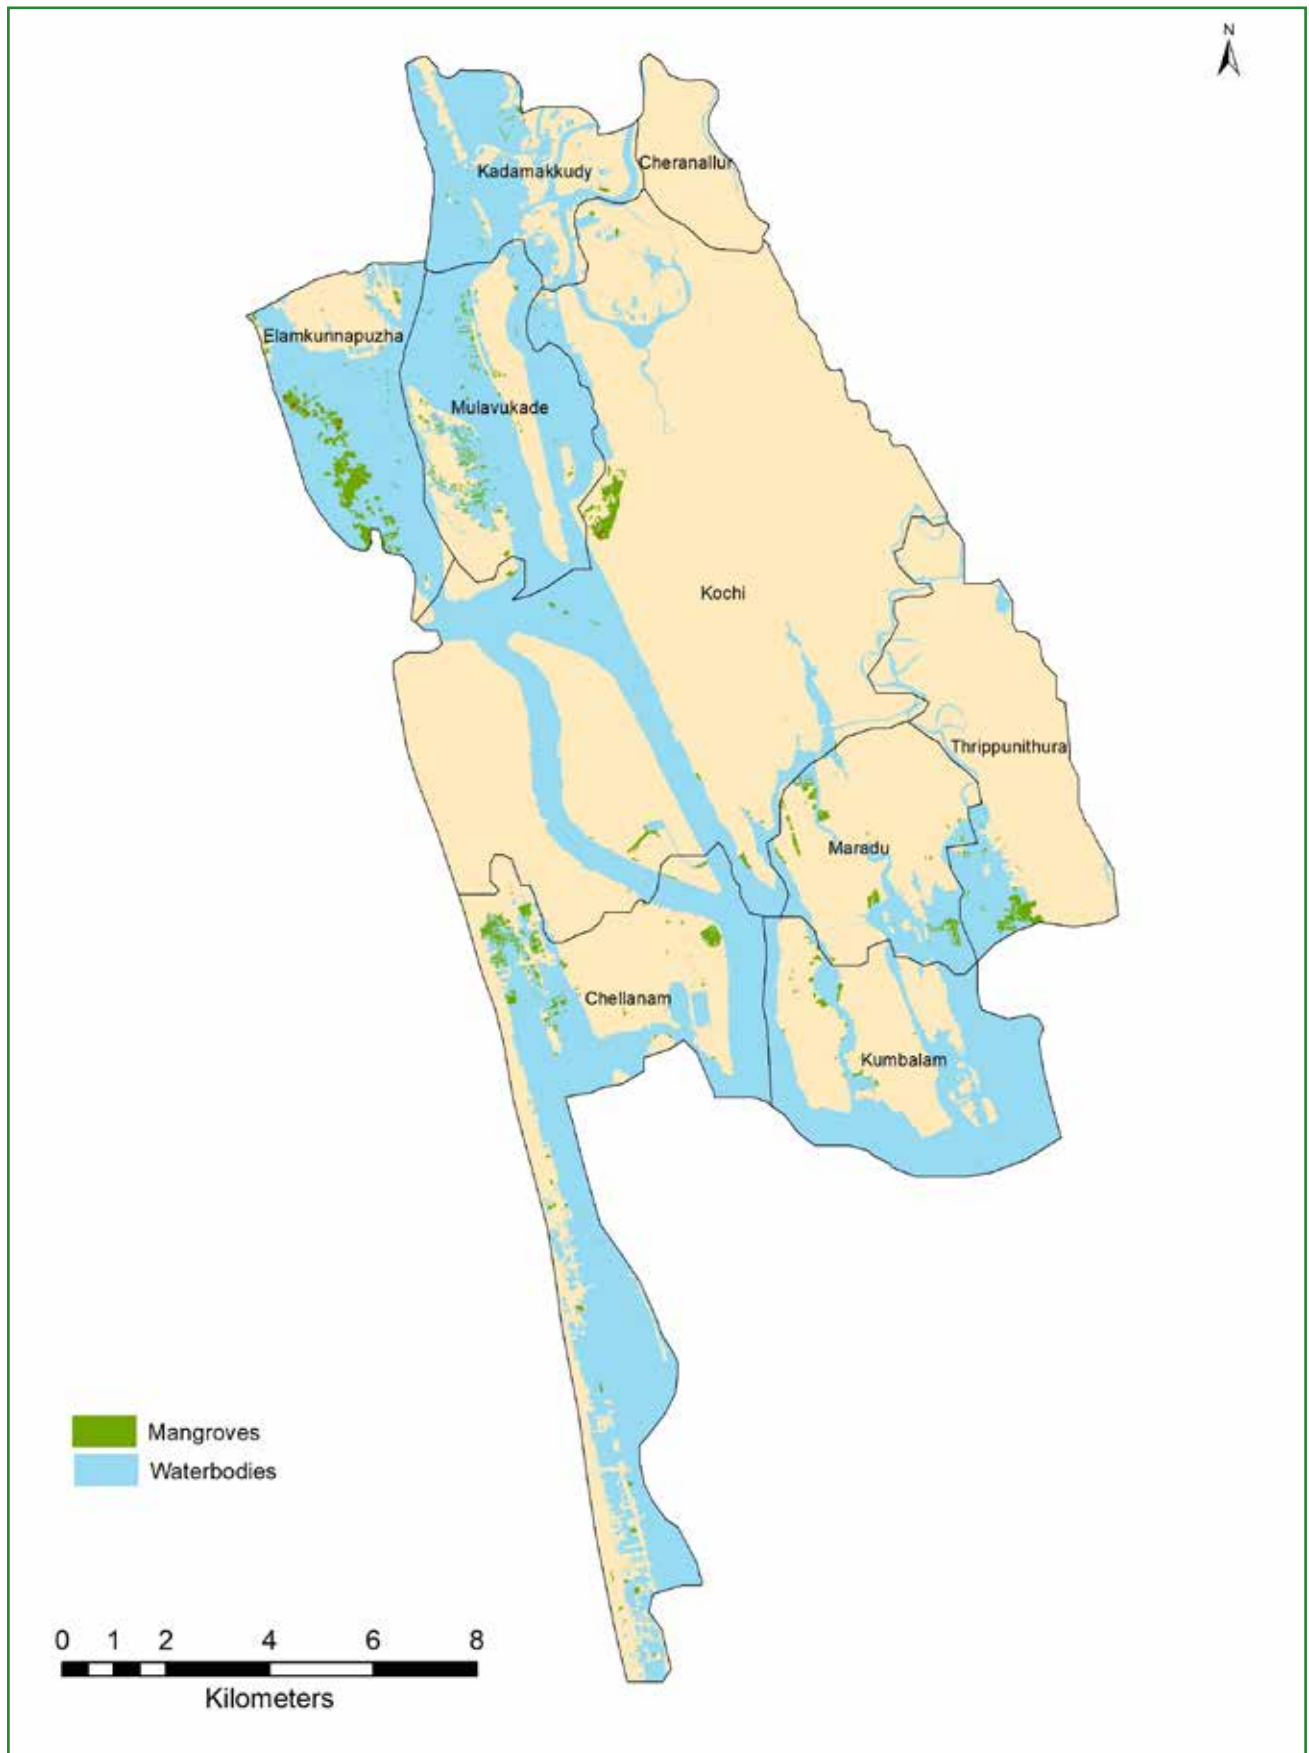 N
Cheranallur
Kadamakkudy
Elamkunnapuzha
Mulavukade
Kochi
Thrippunithura
Maradu
Chellanam
Kumbalam
Mangroves
Waterbodies
0 1 2 4 6 8
Kilometers